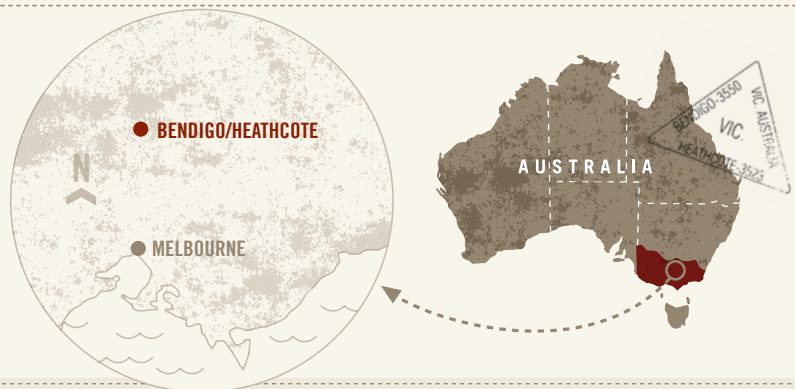 BENDIGO/HEATHCOTE
N
MELBOURNE
AUSTRALIA
BENDIGO-3550
VIC. AUSTRALIA
VIC.
HEATHCOTE-3523